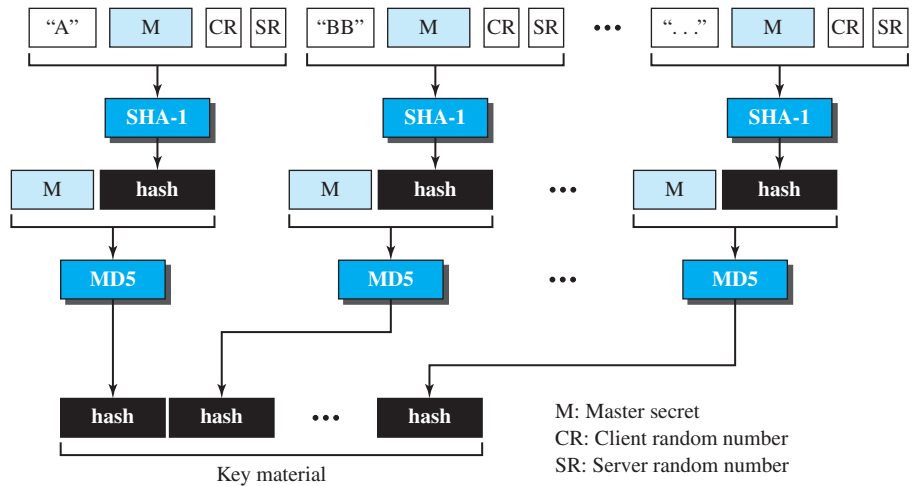 “A” M CR SR “BB” M CR SR ••• “. . .” M CR SR
SHA-1 SHA-1 SHA-1
M hash M hash ••• M hash
MD5 MD5 ••• MD5
hash hash ••• hash
Key material
M: Master secret
CR: Client random number
SR: Server random number